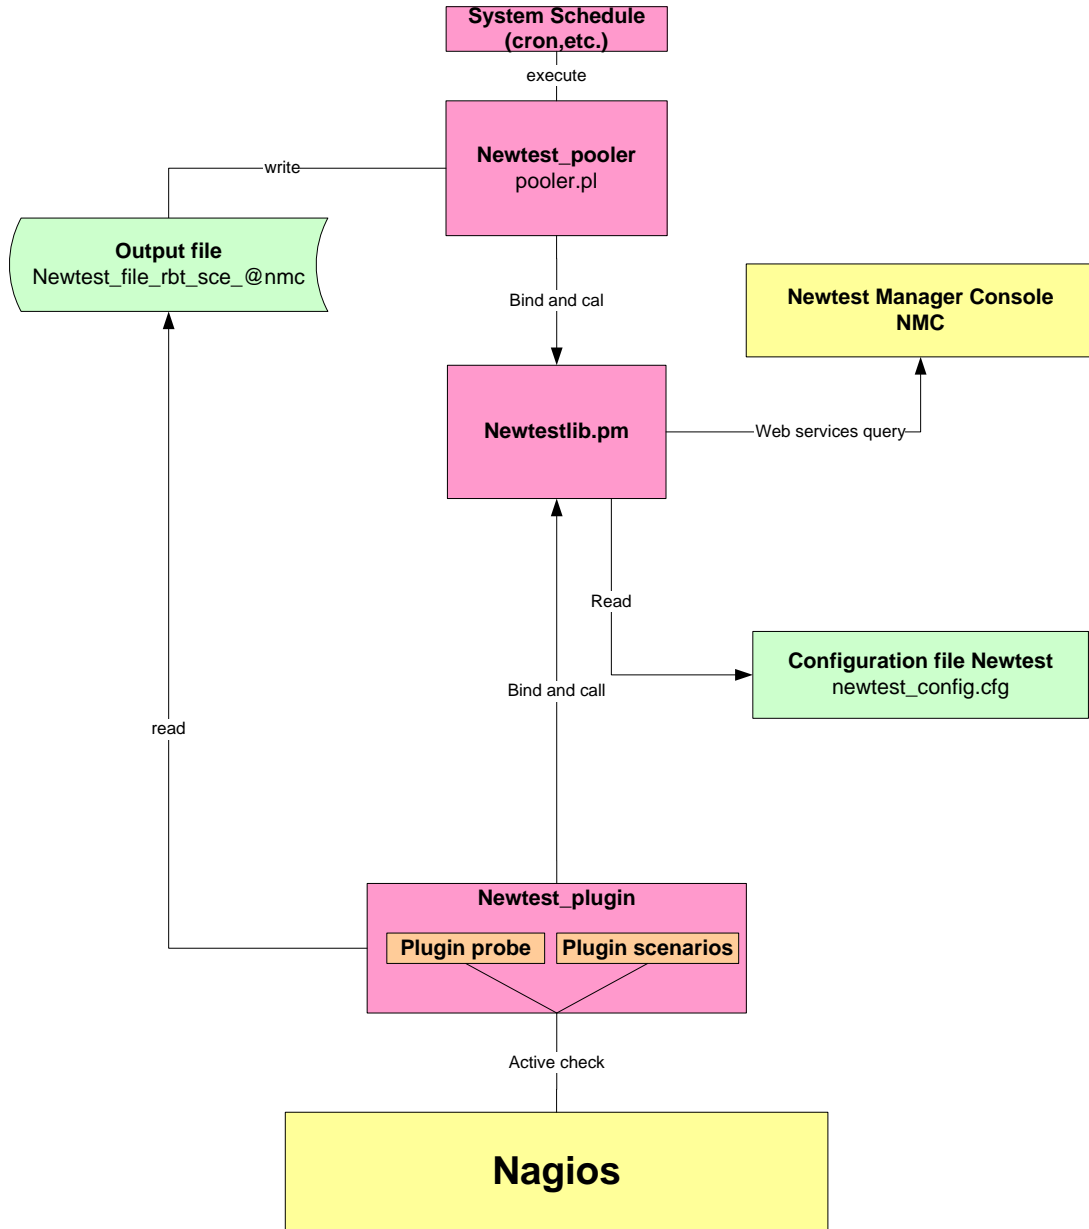 System Schedule
(cron,etc.)
execute
Newtest_pooler
pooler.pl
write
Output file
Newtest_file_rbt_sce_@nmc
Bind and cal
Newtest Manager Console
NMC
Newtestlib.pm
Web services query
Read
Configuration file Newtest
newtest_config.cfg
Bind and call
read
Newtest_plugin
Plugin probe
Plugin scenarios
Active check
Nagios